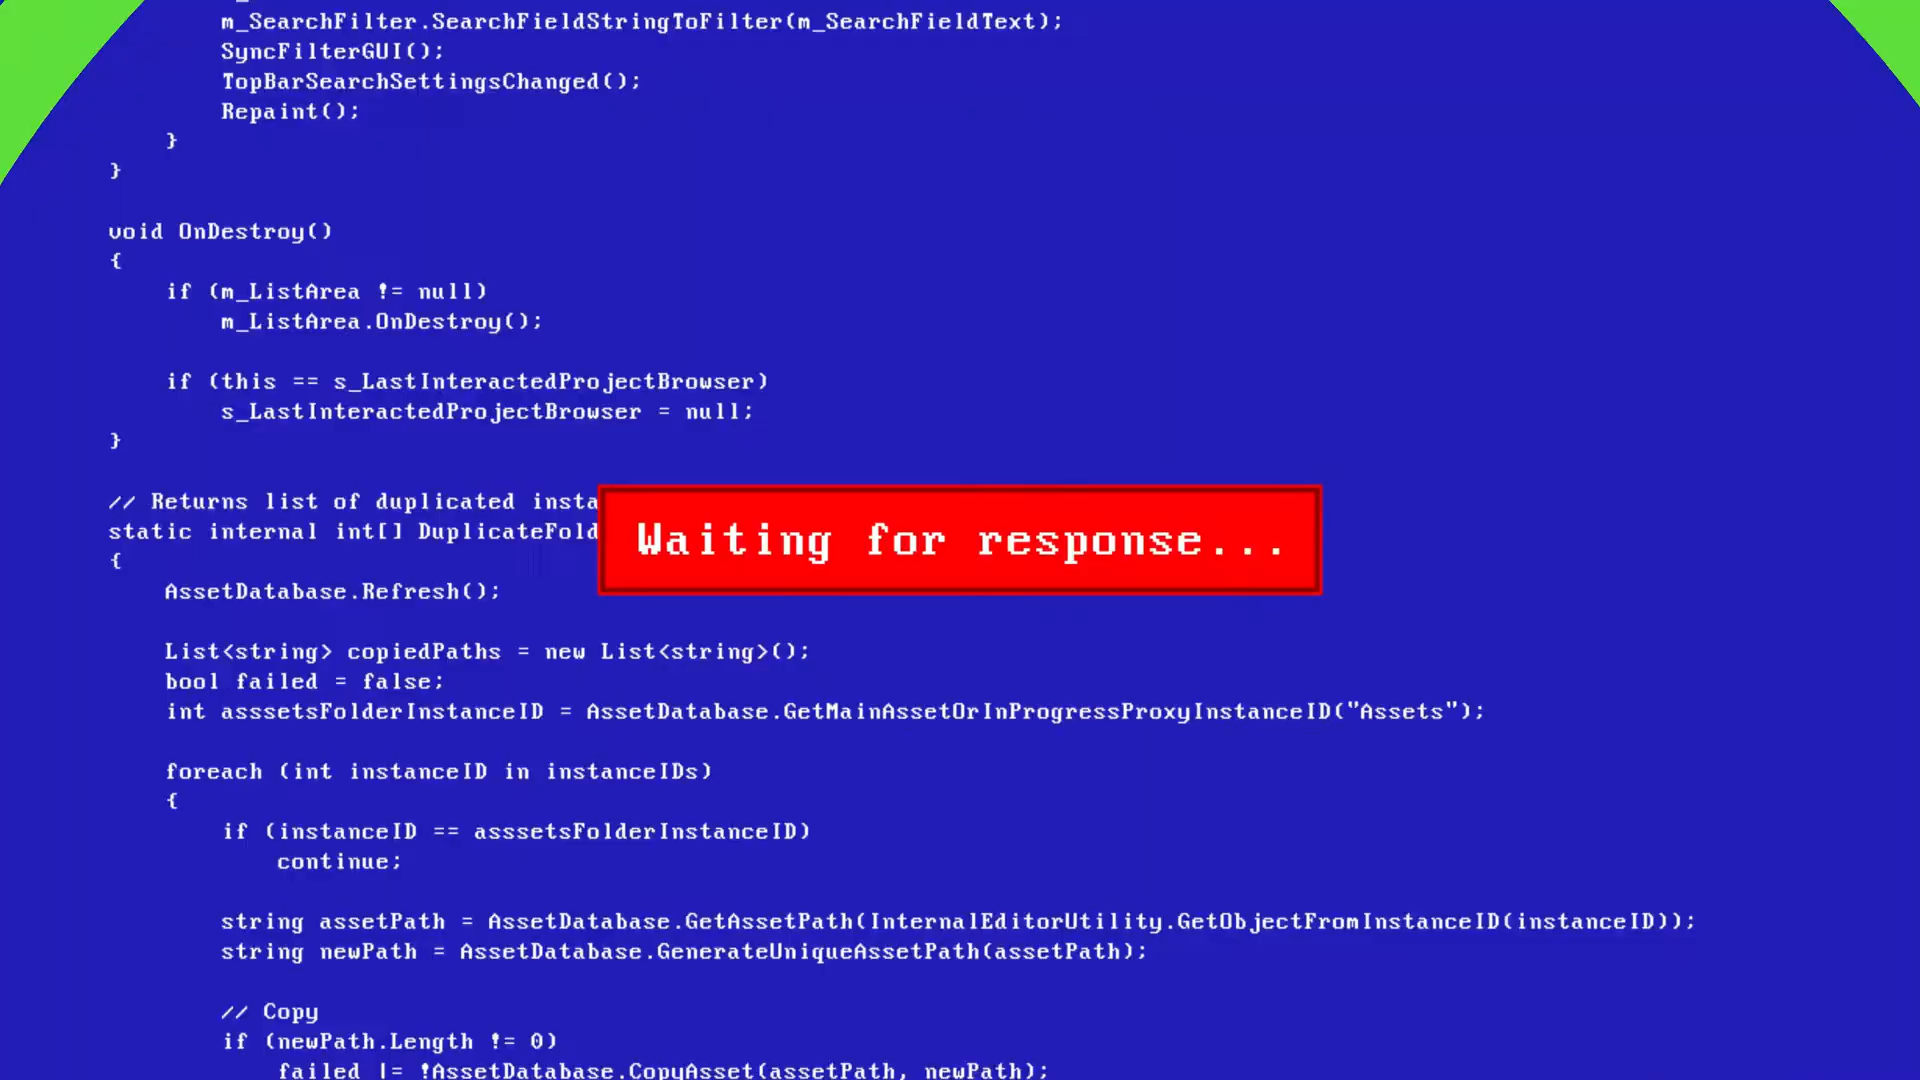 m_SearchFilter.SearchFieldStringToFilter(m_SearchFieldText);
SyncFilterGUI();
TopBarSearchSettingsChanged();
Repaint();
}
}
void OnDestroy()
{
if (m_ListArea != null)
m_ListArea.OnDestroy();
if (this == s_LastInteractedProjectBrowser)
s_LastInteractedProjectBrowser = null;
}
// Returns list of duplicated insta
static internal int[] DuplicateFold
Waiting for response...
{
AssetDatabase.Refresh();
List<string> copiedPaths = new List<string>();
bool failed = false;
int asssetsFolderInstanceID = AssetDatabase.GetMainAssetOrInProgressProxyInstanceID("Assets");
foreach (int instanceID in instanceIDs)
{
if (instanceID == asssetsFolderInstanceID)
continue;
string assetPath = AssetDatabase.GetAssetPath(InternalEditorUtility.GetObjectFromInstanceID(instanceID));
string newPath = AssetDatabase.GenerateUniqueAssetPath(assetPath);
// Copy
if (newPath.Length != 0)
failed |= !AssetDatabase.CopyAsset(assetPath, newPath);